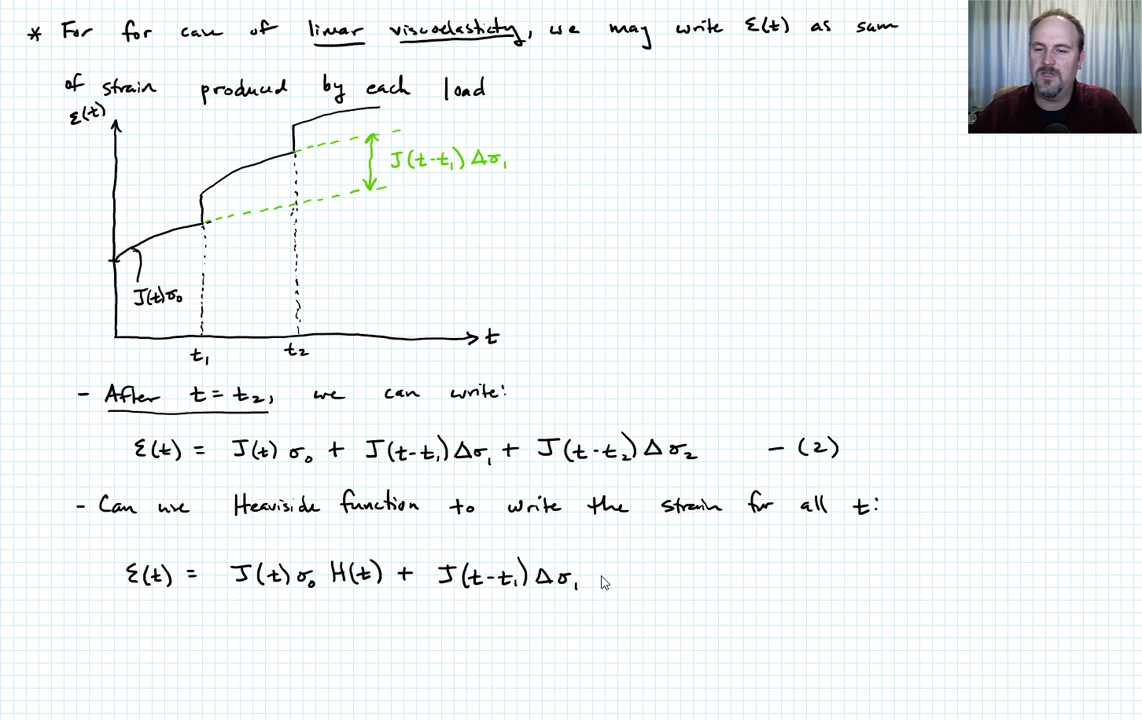 * For for case of linear viscoelasticty, we may write ε(t) as sum
of strain produced by each load
ε(t)
J(t-t₁) Δσ₁
J(t)σ₀
t
t₁
t₂
- After t = t₂, we can write:
ε(t) = J(t) σ₀ + J(t-t₁)Δσ₁ + J(t-t₂)Δσ₂ - (2)
- Can use Heaviside function to write the strain for all t:
ε(t) = J(t)σ₀ H(t) + J(t-t₁)Δσ₁